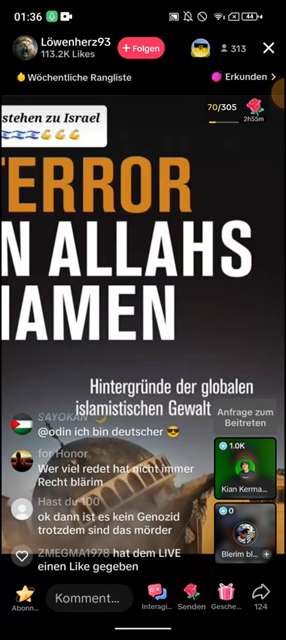 01:36
44
Löwenherz93
113.2K Likes
+ Folgen
313
Wöchentliche Rangliste
Erkunden >
stehen zu Israel
70/305
2h55m
TERROR
N ALLAHS
NAMEN
Hintergründe der globalen
islamistischen Gewalt
Anfrage zum
Beitreten
SAYOKAN
@odin ich bin deutscher 😎
for Honor
Wer viel redet hat nicht immer
Recht blärim
1.0K
Kian Kerma...
Hast du 100
ok dann ist es kein Genozid
trotzdem sind das mörder
0
Blerim bl...
ZMEGMA1978 hat dem LIVE
einen Like gegeben
Abonn...
Komment...
Interagi...
Senden
Gesche...
124